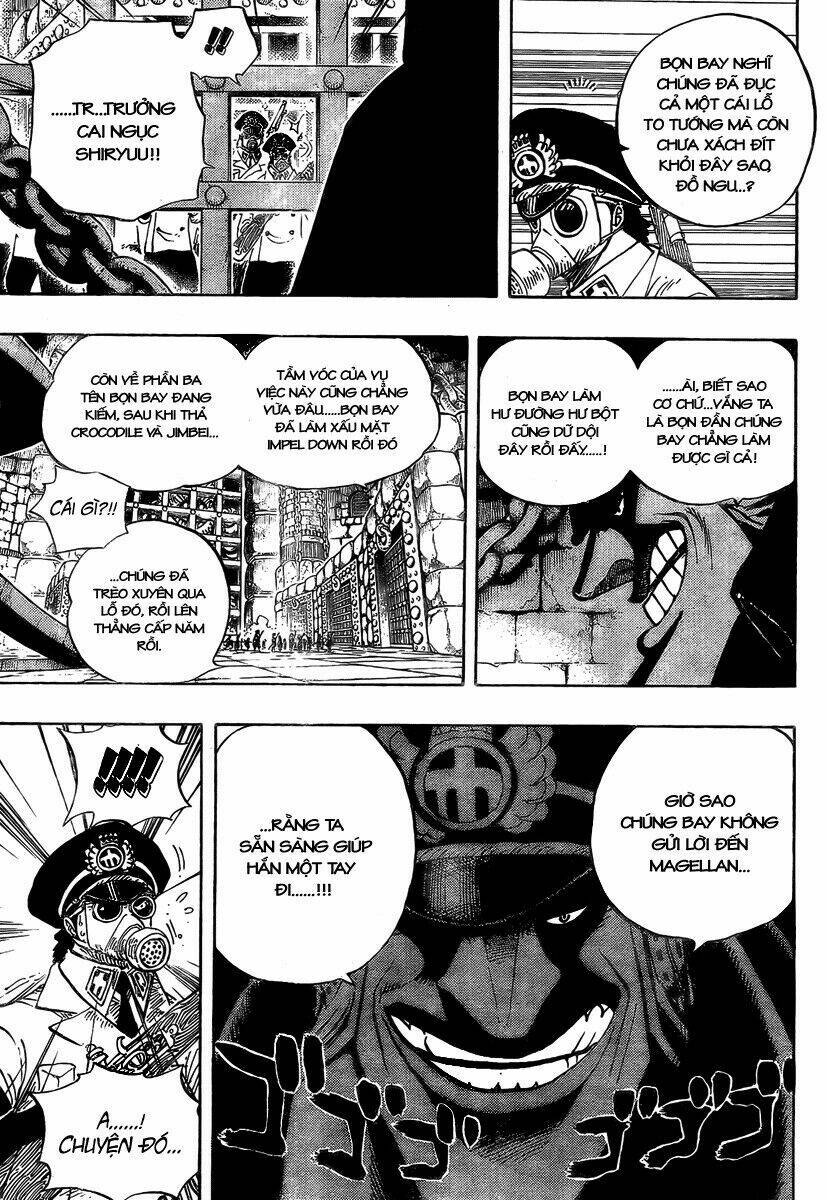 BỌN BAY NGHĨ
CHÚNG ĐÃ ĐỤC
CẢ MỘT CÁI LỖ
TO TƯỚNG MÀ CÒN
CHƯA XÁCH ĐÍT
KHỎI ĐÂY SAO,
ĐỒ NGU..?
!!
......TR...TRƯỞNG
CAI NGỤC
SHIRYUU!!
......ÀI, BIẾT SAO
CƠ CHỨ...VẮNG TA
LÀ BỌN ĐẦN CHÚNG
BAY CHẲNG LÀM
ĐƯỢC GÌ CẢ!
BỌN BAY LÀM
HƯ ĐƯỜNG HƯ BỘT
CŨNG DỮ DỘI
ĐÂY RỒI ĐẤY.....!
TẦM VÓC CỦA VỤ
VIỆC NÀY CŨNG CHẲNG
VỪA ĐÂU.....BỌN BAY
ĐÃ LÀM XẤU MẶT
IMPEL DOWN RỒI ĐÓ
CÒN VỀ PHẦN BA
TÊN BỌN BAY ĐANG
KIẾM, SAU KHI THẢ
CROCODILE VÀ JIMBEI...
CÁI GÌ?!!
...CHÚNG ĐÃ
TRÈO XUYÊN QUA
LỖ ĐÓ, RỒI LÊN
THẲNG CẤP NĂM
RỒI.
GIỜ SAO
CHÚNG BAY KHÔNG
GỬI LỜI ĐẾN
MAGELLAN...
...RẰNG TA
SẴN SÀNG GIÚP
HẮN MỘT TAY
ĐI......!!!
ゴゴゴ
ゴゴゴ
!!!!!
A......!
CHUYỆN ĐÓ...